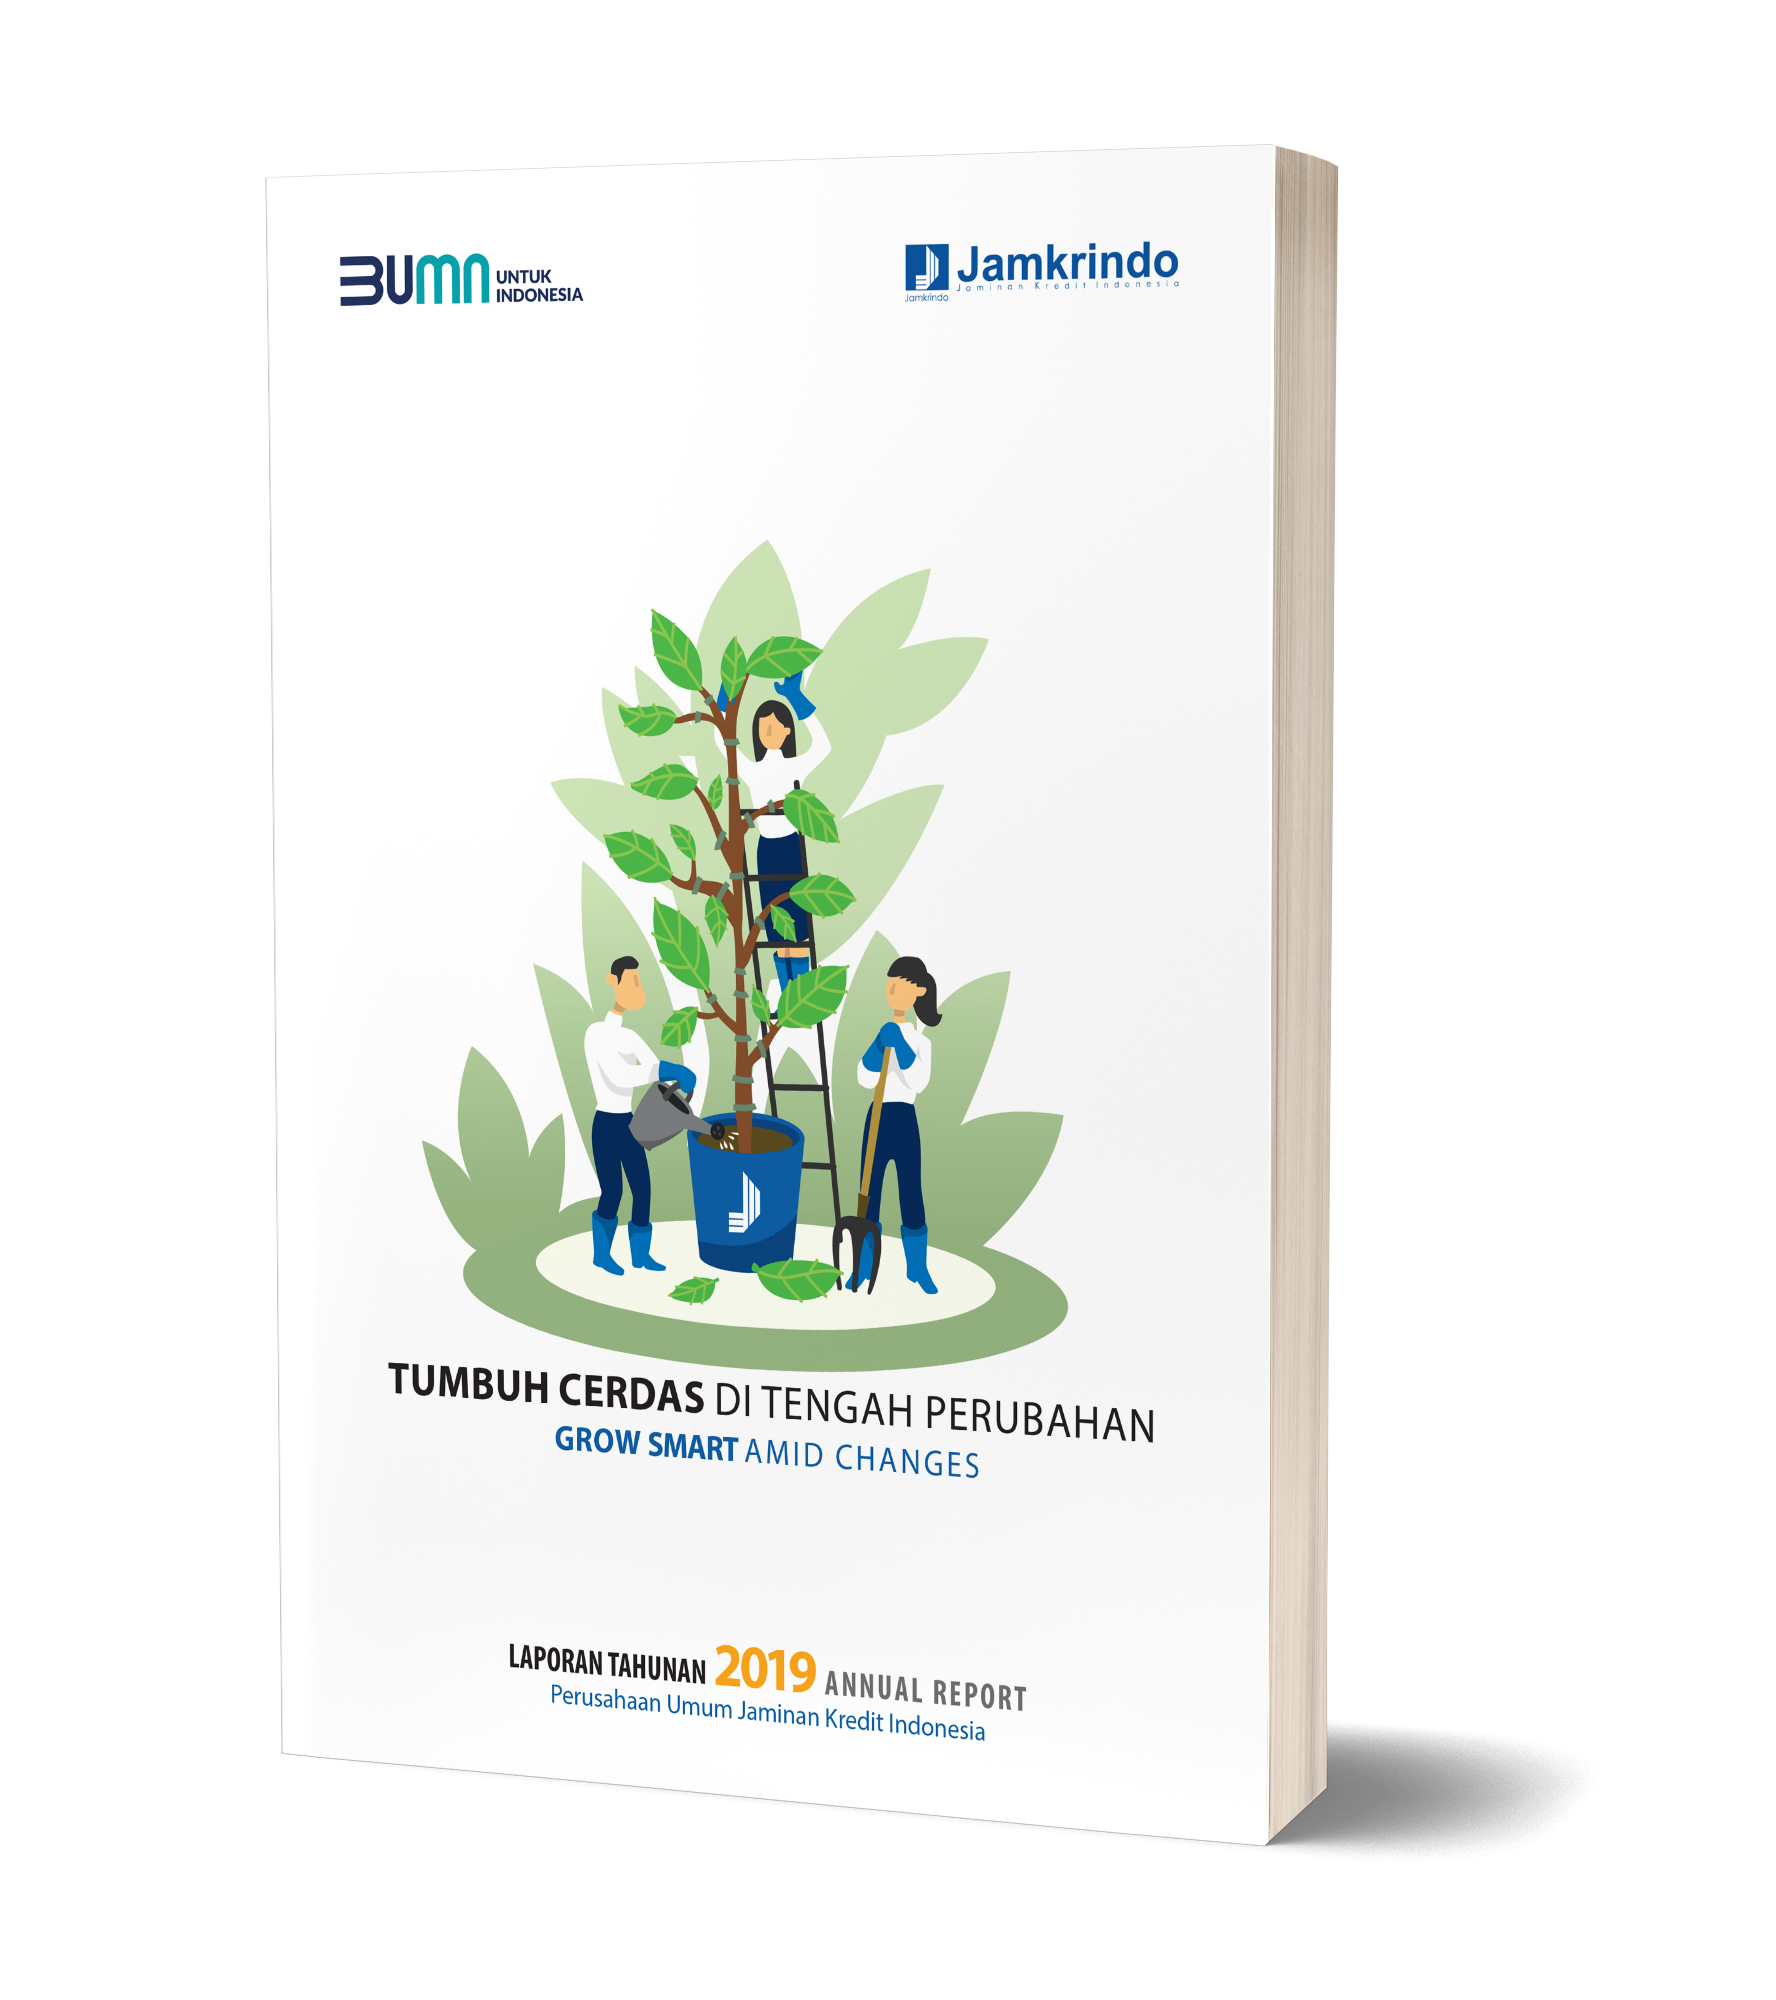 BUMN UNTUK
INDONESIA
Jamkrindo
Jaminan Kredit Indonesia
Jamkrindo
TUMBUH CERDAS DI TENGAH PERUBAHAN
GROW SMART AMID CHANGES
LAPORAN TAHUNAN 2019 ANNUAL REPORT
Perusahaan Umum Jaminan Kredit Indonesia